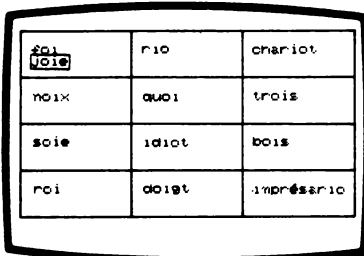 foi rio chariot
joie
noix quoi trois
soie idiot bois
roi doigt imprésario